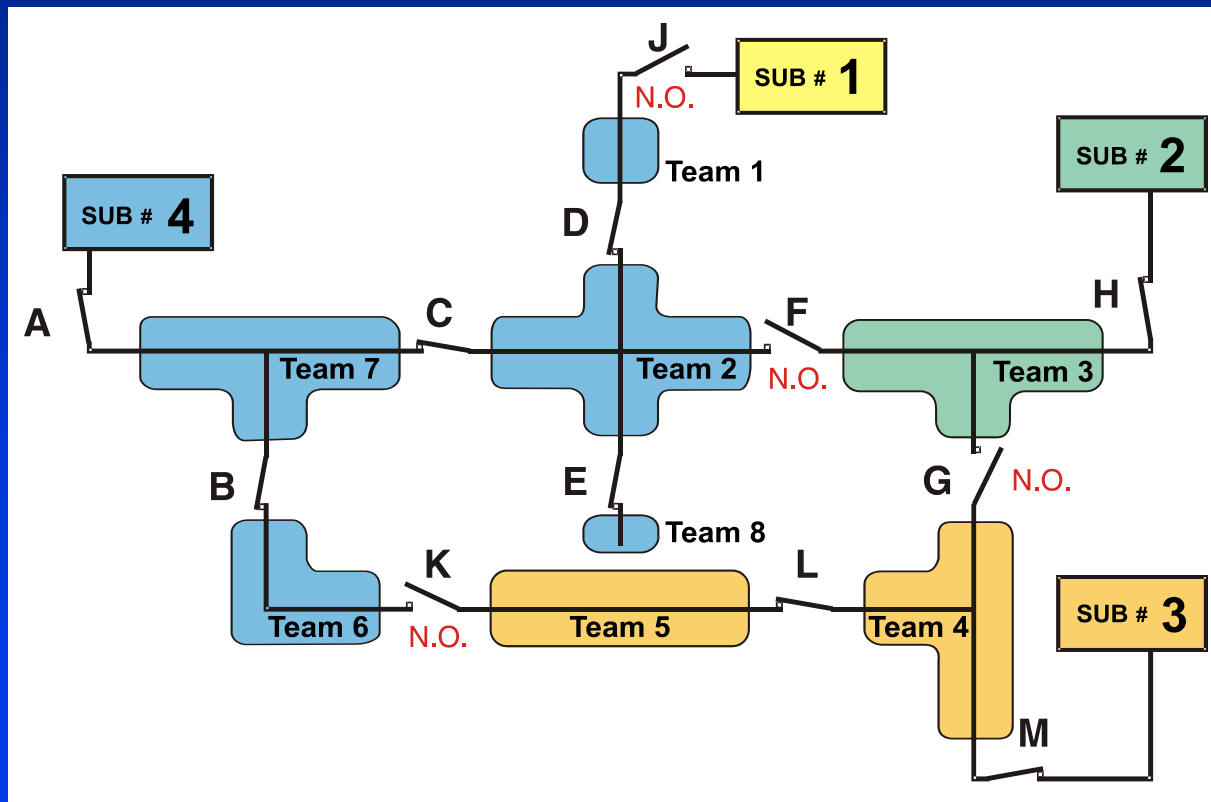 J
SUB # 1
N.O.
SUB # 2
Team 1
SUB # 4
D
A
C
F
H
Team 7
Team 2
Team 3
N.O.
B
E
G
N.O.
Team 8
K
L
Team 6
Team 5
Team 4
SUB # 3
N.O.
M